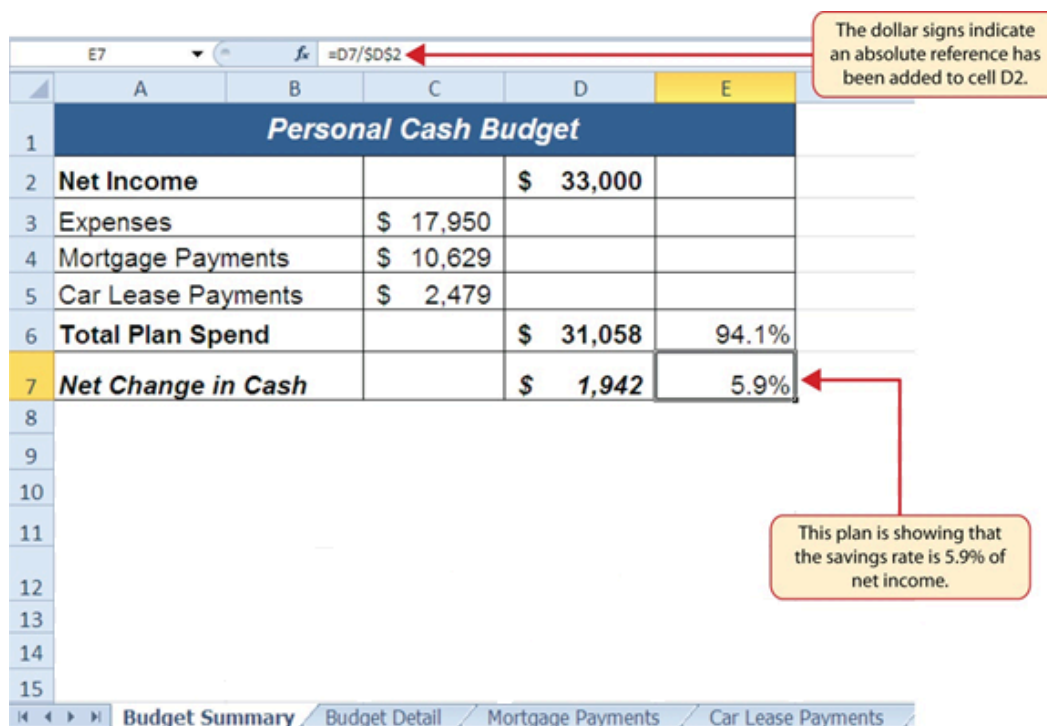 The dollar signs indicate
an absolute reference has
been added to cell D2.
E7 fx =D7/$D$2
A B C D E
1 Personal Cash Budget
2 Net Income $ 33,000
3 Expenses $ 17,950
4 Mortgage Payments $ 10,629
5 Car Lease Payments $ 2,479
6 Total Plan Spend $ 31,058 94.1%
7 Net Change in Cash $ 1,942 5.9%
8
9
10
11
This plan is showing that
the savings rate is 5.9% of
net income.
12
13
14
15
Budget Summary Budget Detail Mortgage Payments Car Lease Payments